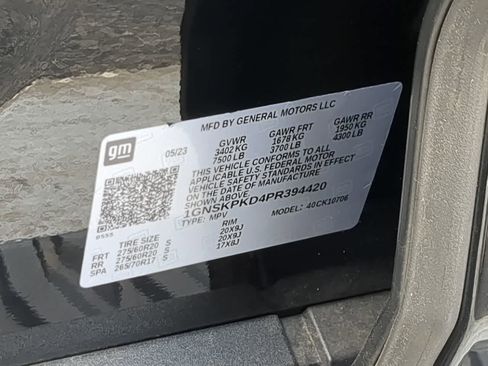 gm
MFD BY GENERAL MOTORS LLC
05/23
GVWR GAWR FRT GAWR RR
3402 KG 1678 KG 1950 KG
7500 LB 3700 LB 4300 LB
THIS VEHICLE CONFORMS TO ALL
APPLICABLE U.S. FEDERAL MOTOR
VEHICLE SAFETY STANDARDS IN EFFECT
ON THE DATE OF MANUFACTURE
1GNSKPKD4PR394420
TYPE: MPV MODEL: 40CK10706
TIRE SIZE RIM
FRT 275/60R20 S 20X9J
RR 275/60R20 S 20X9J
SPA 265/70R17 S 17X8J